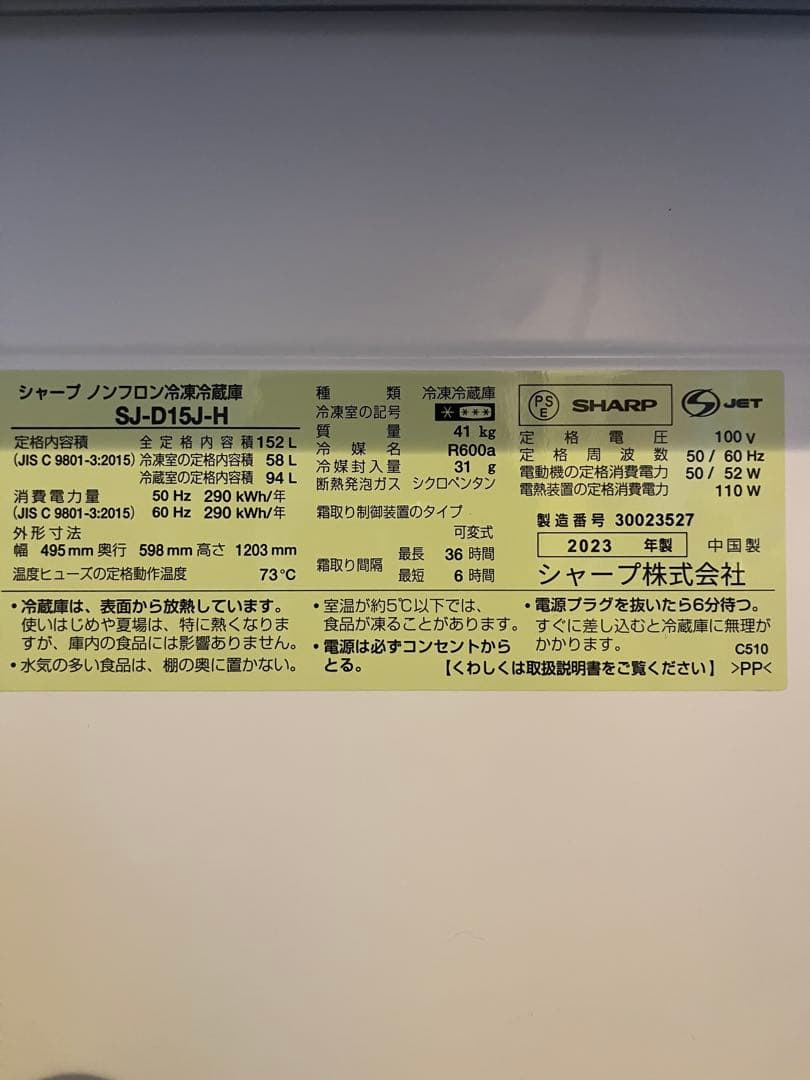 シャープ ノンフロン冷凍冷蔵庫
SJ-D15J-H
定格内容積 全定格内容積 152 L
(JIS C 9801-3:2015) 冷凍室の定格内容積 58 L
冷蔵室の定格内容積 94 L
消費電力量 50 Hz 290 kWh/年
(JIS C 9801-3:2015) 60 Hz 290 kWh/年
外形寸法
幅 495 mm 奥行 598 mm 高さ 1203 mm
温度ヒューズの定格動作温度 73℃
種類 冷凍冷蔵庫
冷凍室の記号 * ***
質量 41 kg
冷媒名 R600a
冷媒封入量 31 g
断熱発泡ガス シクロペンタン
霜取り制御装置のタイプ
可変式
霜取り間隔 最長 36 時間
最短 6 時間
PS
E
SHARP
S JET
定格電圧 100 V
定格周波数 50 / 60 Hz
電動機の定格消費電力 50 / 52 W
電熱装置の定格消費電力 110 W
製造番号 30023527
2023 年製 中国製
シャープ株式会社
・冷蔵庫は、表面から放熱しています。
使いはじめや夏場は、特に熱くなりま
すが、庫内の食品には影響ありません。
・水気の多い食品は、棚の奥に置かない。
・室温が約5℃以下では、
食品が凍ることがあります。
・電源は必ずコンセントから
とる。
・電源プラグを抜いたら6分待つ。
すぐに差し込むと冷蔵庫に無理が
かかります。
C510
【くわしくは取扱説明書をご覧ください】 >PP<